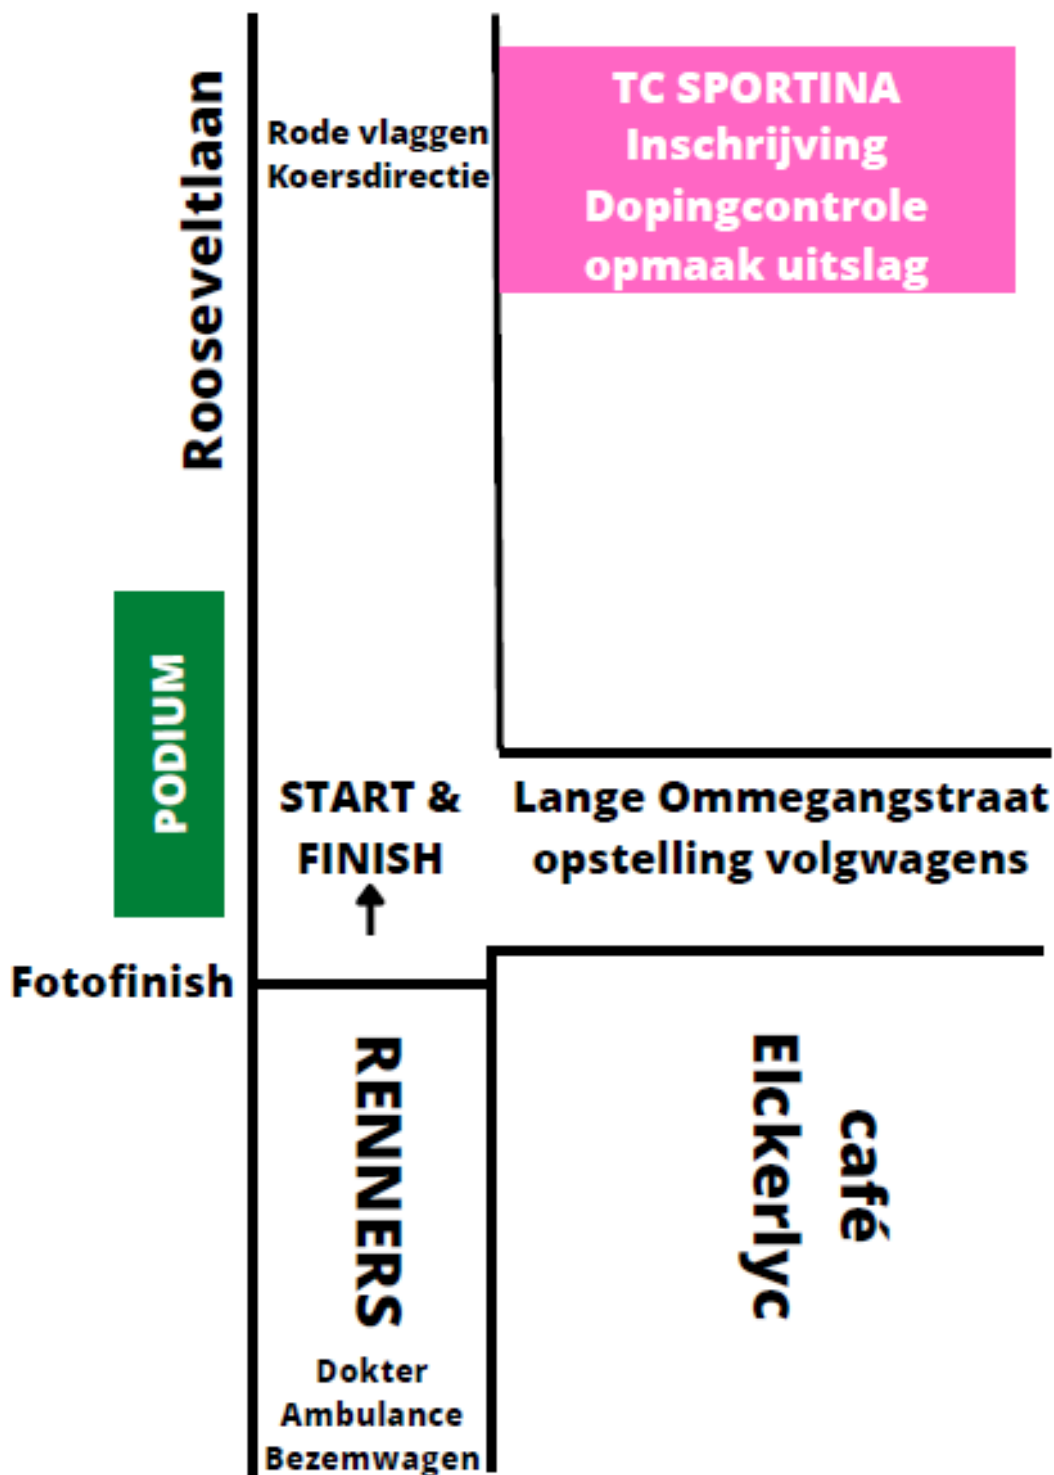 Rooseveltlaan
Rode vlaggen
Koersdirectie
TC SPORTINA
Inschrijving
Dopingcontrole
opmaak uitslag
PODIUM
START &
FINISH
Lange Ommegangstraat
opstelling volgwagens
Fotofinish
RENNERS
café
Elckerlyc
Dokter
Ambulance
Bezemwagen